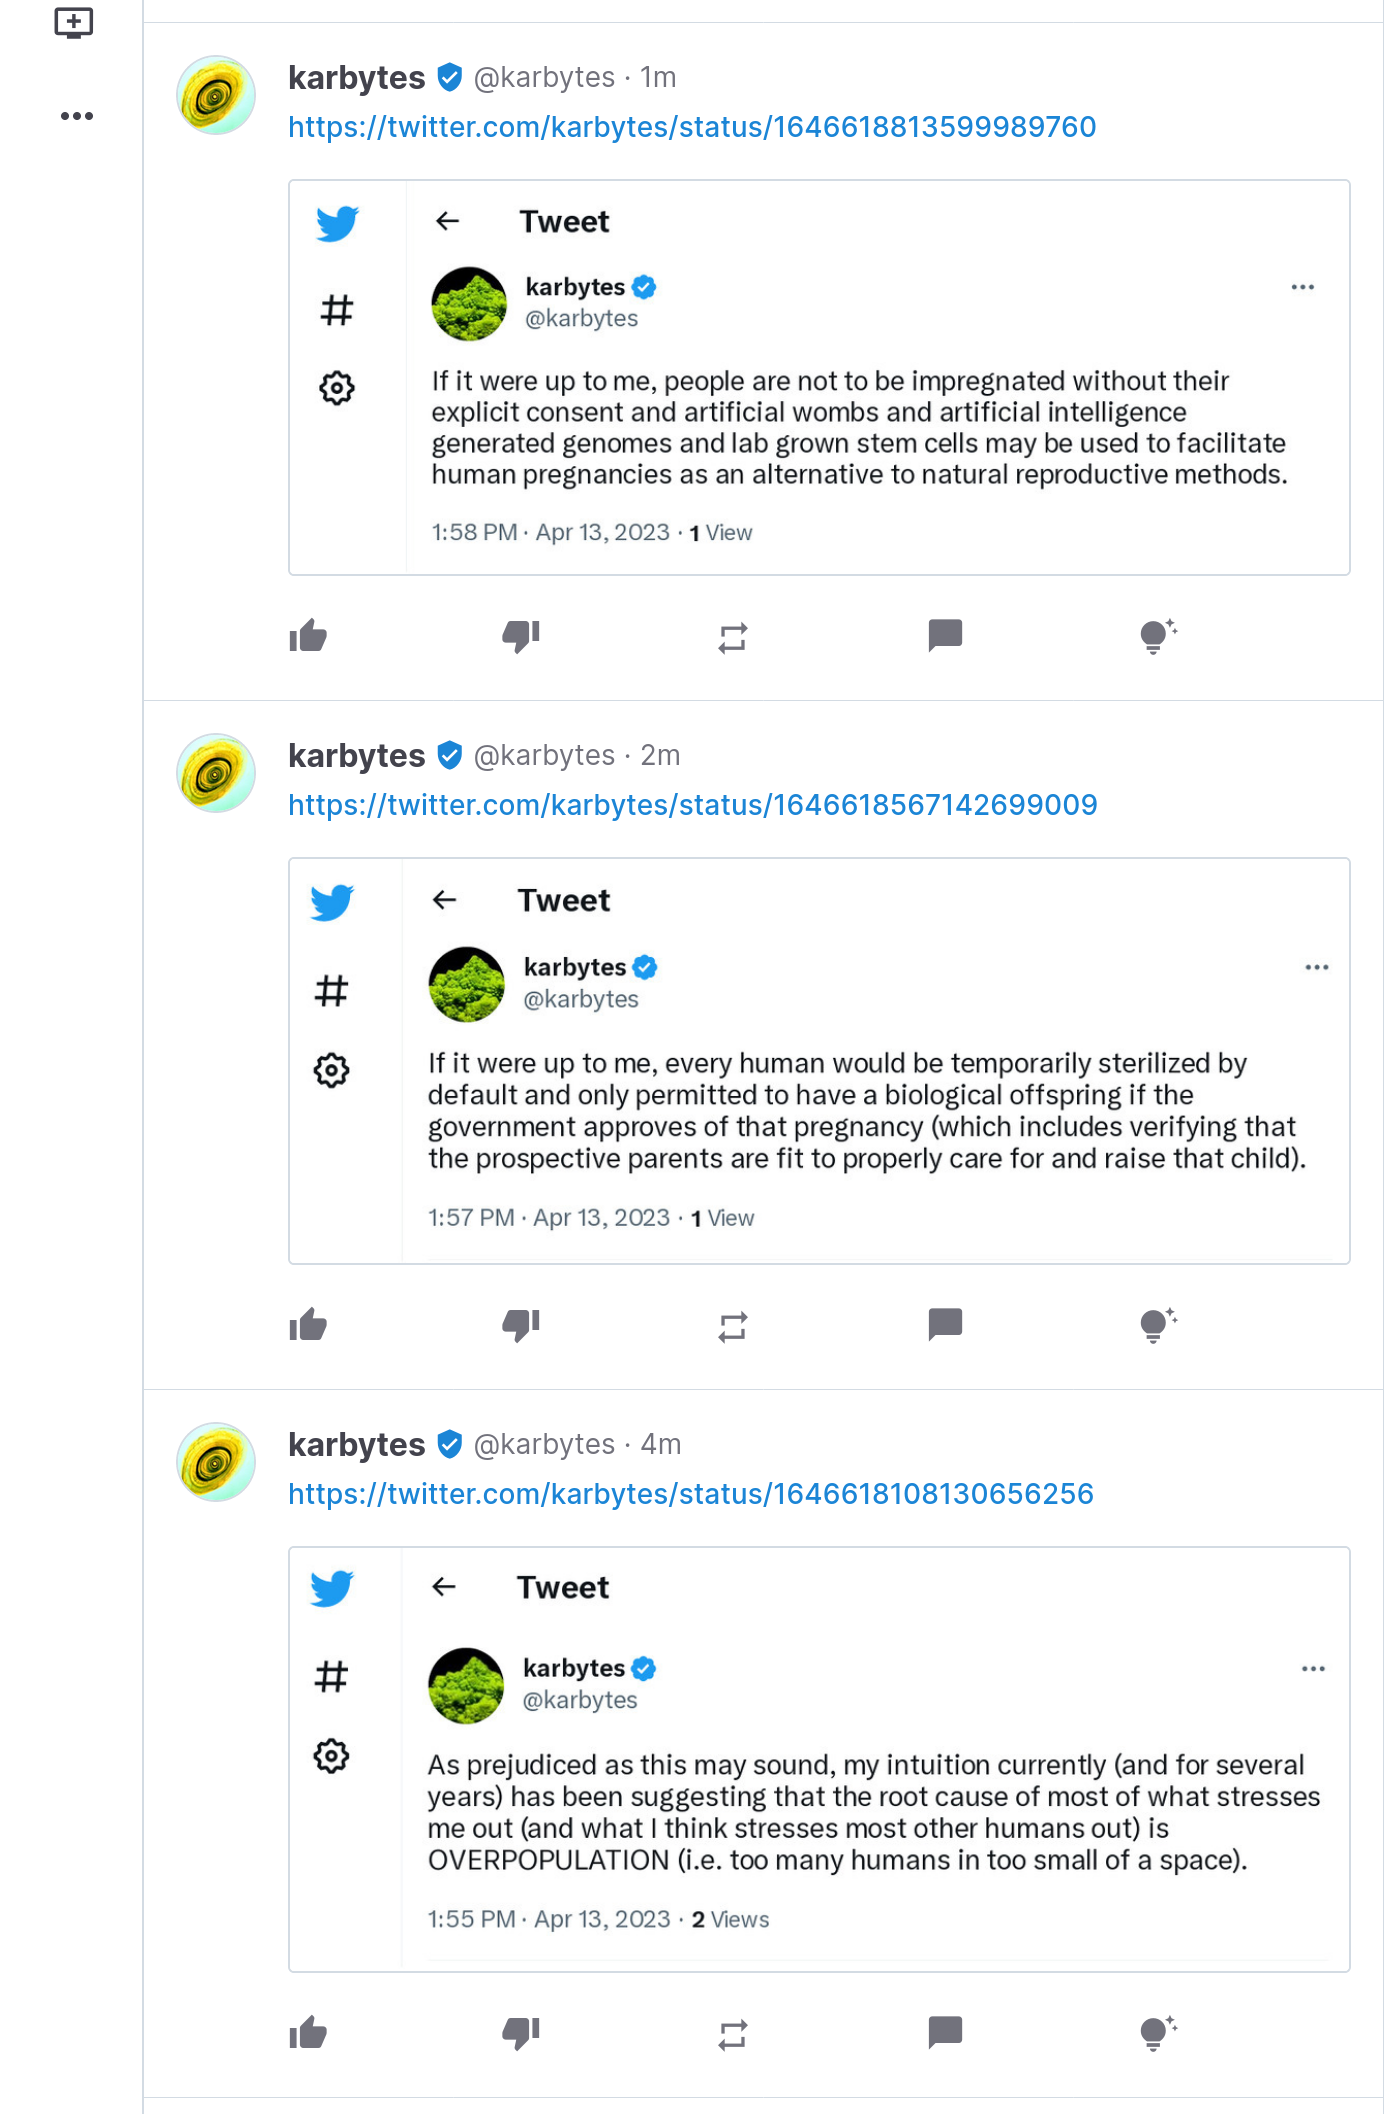 karbytes @karbytes · 1m
https://twitter.com/karbytes/status/1646618813599989760
Tweet
karbytes
@karbytes
If it were up to me, people are not to be impregnated without their
explicit consent and artificial wombs and artificial intelligence
generated genomes and lab grown stem cells may be used to facilitate
human pregnancies as an alternative to natural reproductive methods.
1:58 PM · Apr 13, 2023 · 1 View
karbytes @karbytes · 2m
https://twitter.com/karbytes/status/1646618567142699009
Tweet
karbytes
@karbytes
If it were up to me, every human would be temporarily sterilized by
default and only permitted to have a biological offspring if the
government approves of that pregnancy (which includes verifying that
the prospective parents are fit to properly care for and raise that child).
1:57 PM · Apr 13, 2023 · 1 View
karbytes @karbytes · 4m
https://twitter.com/karbytes/status/1646618108130656256
Tweet
karbytes
@karbytes
As prejudiced as this may sound, my intuition currently (and for several
years) has been suggesting that the root cause of most of what stresses
me out (and what I think stresses most other humans out) is
OVERPOPULATION (i.e. too many humans in too small of a space).
1:55 PM · Apr 13, 2023 · 2 Views